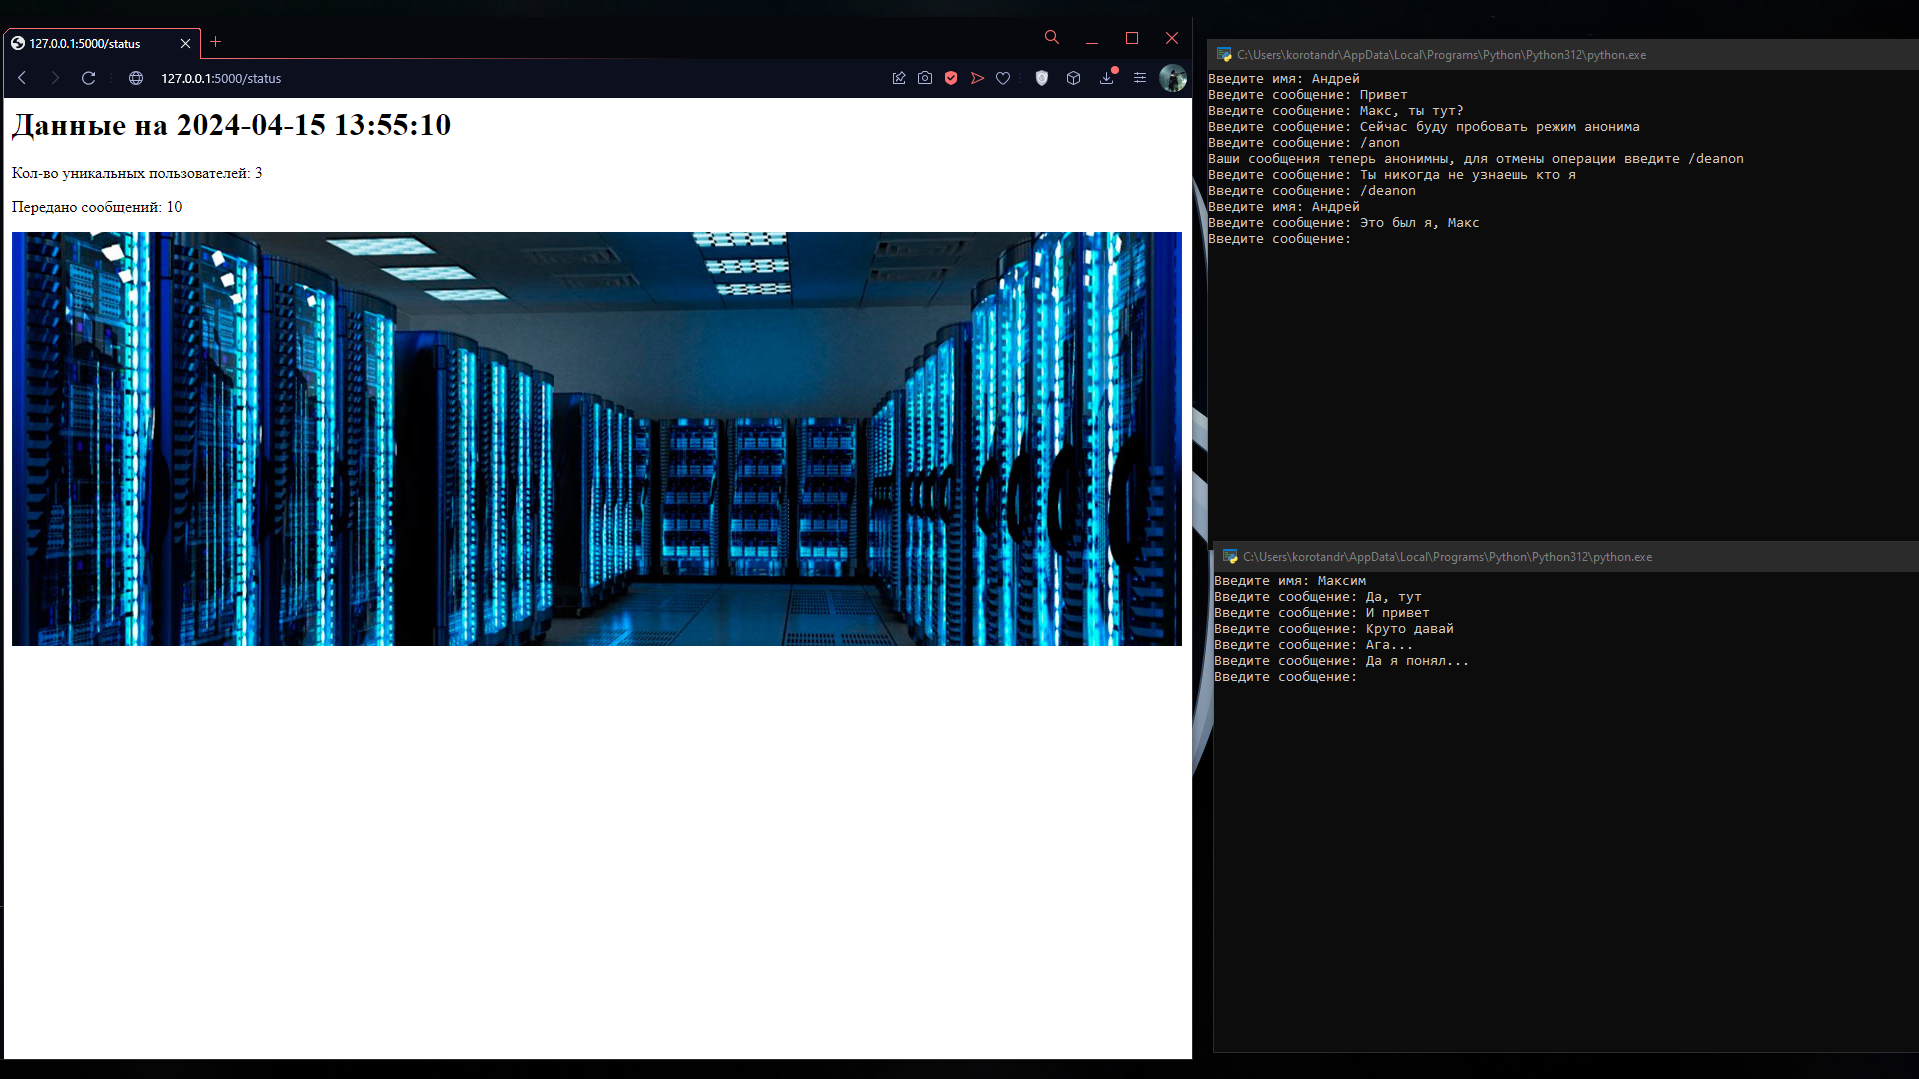 127.0.0.1:5000/status
127.0.0.1:5000/status
Данные на 2024-04-15 13:55:10
Кол-во уникальных пользователей: 3
Передано сообщений: 10
C:\Users\korotandr\AppData\Local\Programs\Python\Python312\python.exe
Введите имя: Андрей
Введите сообщение: Привет
Введите сообщение: Макс, ты тут?
Введите сообщение: Сейчас буду пробовать режим анонима
Введите сообщение: /anon
Ваши сообщения теперь анонимны, для отмены операции введите /deanon
Введите сообщение: Ты никогда не узнаешь кто я
Введите сообщение: /deanon
Введите имя: Андрей
Введите сообщение: Это был я, Макс
Введите сообщение:
C:\Users\korotandr\AppData\Local\Programs\Python\Python312\python.exe
Введите имя: Максим
Введите сообщение: Да, тут
Введите сообщение: И привет
Введите сообщение: Круто давай
Введите сообщение: Ага...
Введите сообщение: Да я понял...
Введите сообщение: